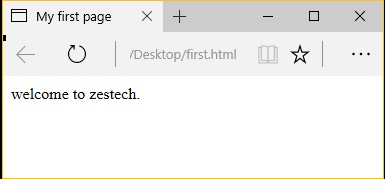 My first page
/Desktop/first.html
welcome to zestech.